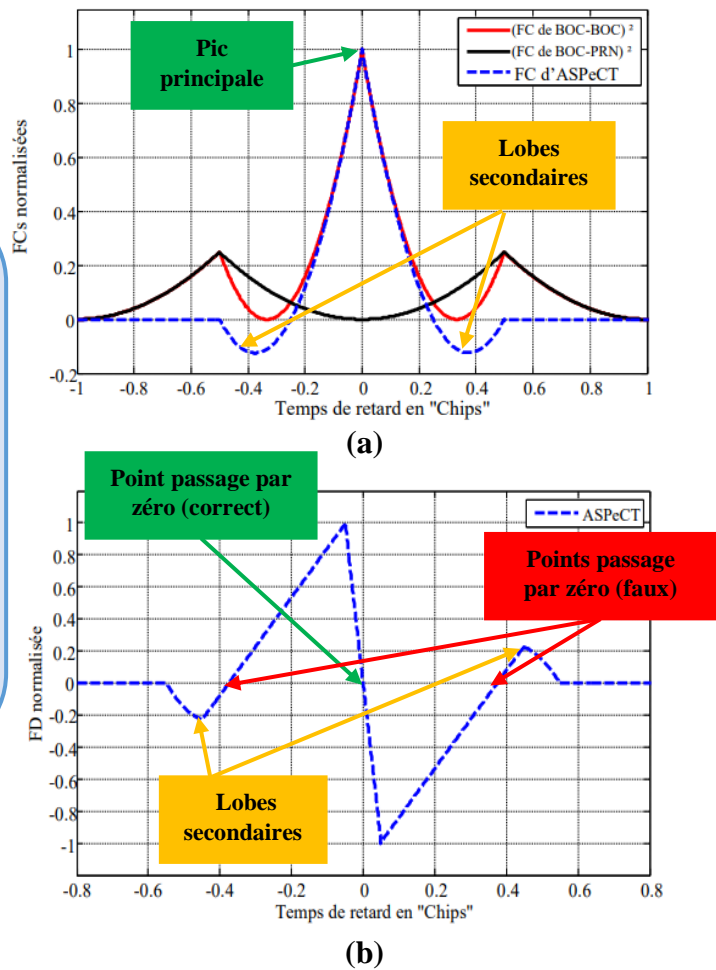 Pic
principale
(FC de BOC-BOC) ²
(FC de BOC-PRN) ²
FC d'ASPeCT
Lobes
secondaires
FCs normalisées
1
0.8
0.6
0.4
0.2
0
-0.2
-1 -0.8 -0.6 -0.4 -0.2 0 0.2 0.4 0.6 0.8 1
Temps de retard en "Chips"
(a)
Point passage par
zéro (correct)
ASPeCT
Points passage
par zéro (faux)
FD normalisée
1
0.8
0.6
0.4
0.2
0
-0.2
-0.4
-0.6
-0.8
-1
Lobes
secondaires
-0.8 -0.6 -0.4 -0.2 0 0.2 0.4 0.6 0.8
Temps de retard en "Chips"
(b)